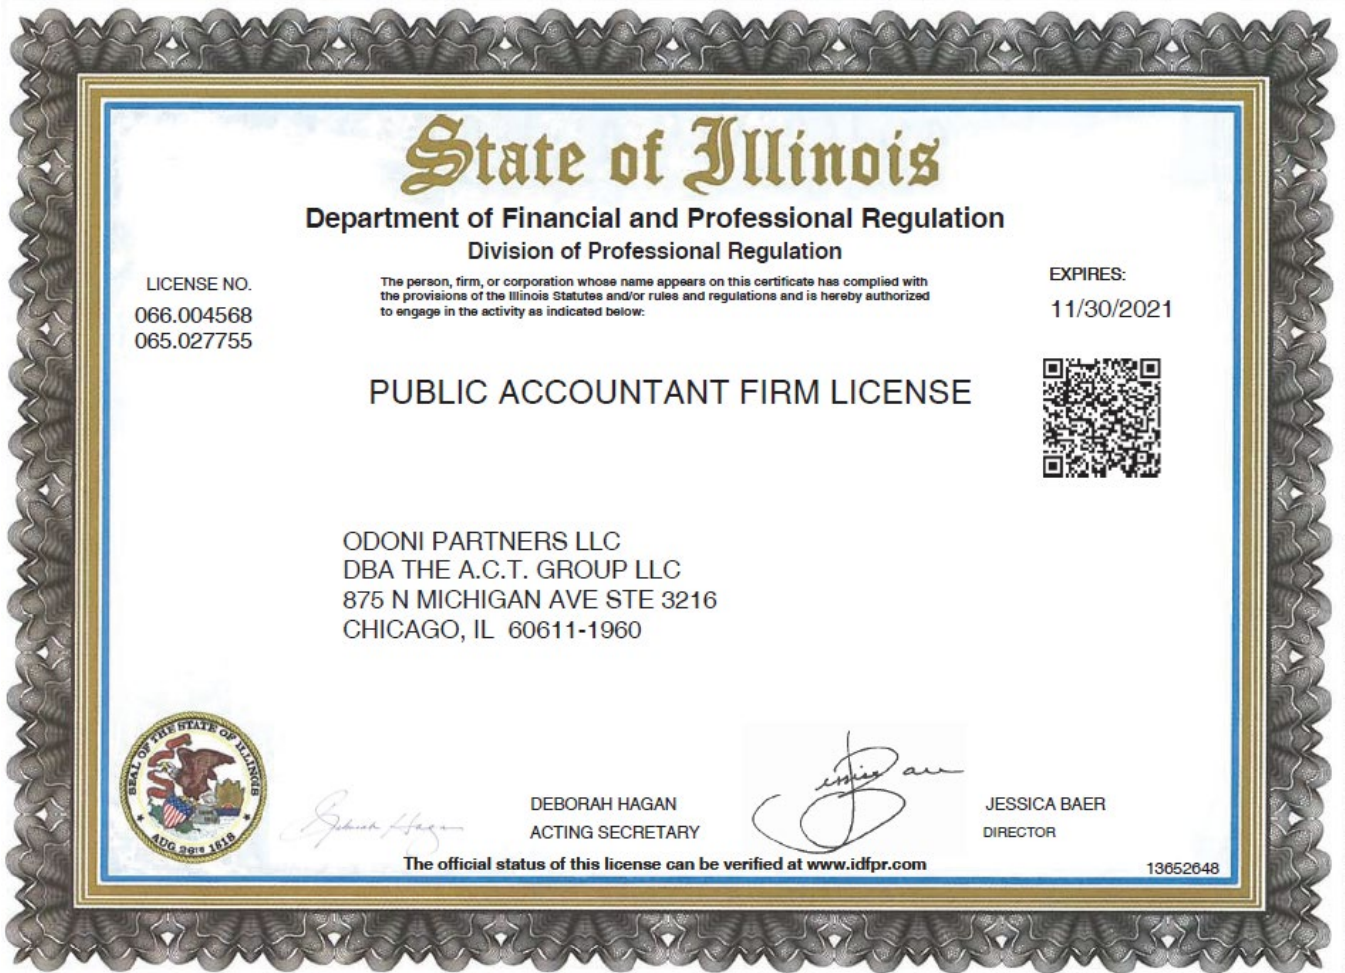 State of Illinois
Department of Financial and Professional Regulation
Division of Professional Regulation
LICENSE NO.
066.004568
065.027755
The person, firm, or corporation whose name appears on this certificate has complied with
the provisions of the Illinois Statutes and/or rules and regulations and is hereby authorized
to engage in the activity as indicated below:
EXPIRES:
11/30/2021
PUBLIC ACCOUNTANT FIRM LICENSE
ODONI PARTNERS LLC
DBA THE A.C.T. GROUP LLC
875 N MICHIGAN AVE STE 3216
CHICAGO, IL 60611-1960
SEAL OF THE STATE OF ILLINOIS
AUG 26TH 1818
Deborah Hagan
DEBORAH HAGAN
ACTING SECRETARY
JESSICA BAER
DIRECTOR
The official status of this license can be verified at www.idfpr.com
13652648